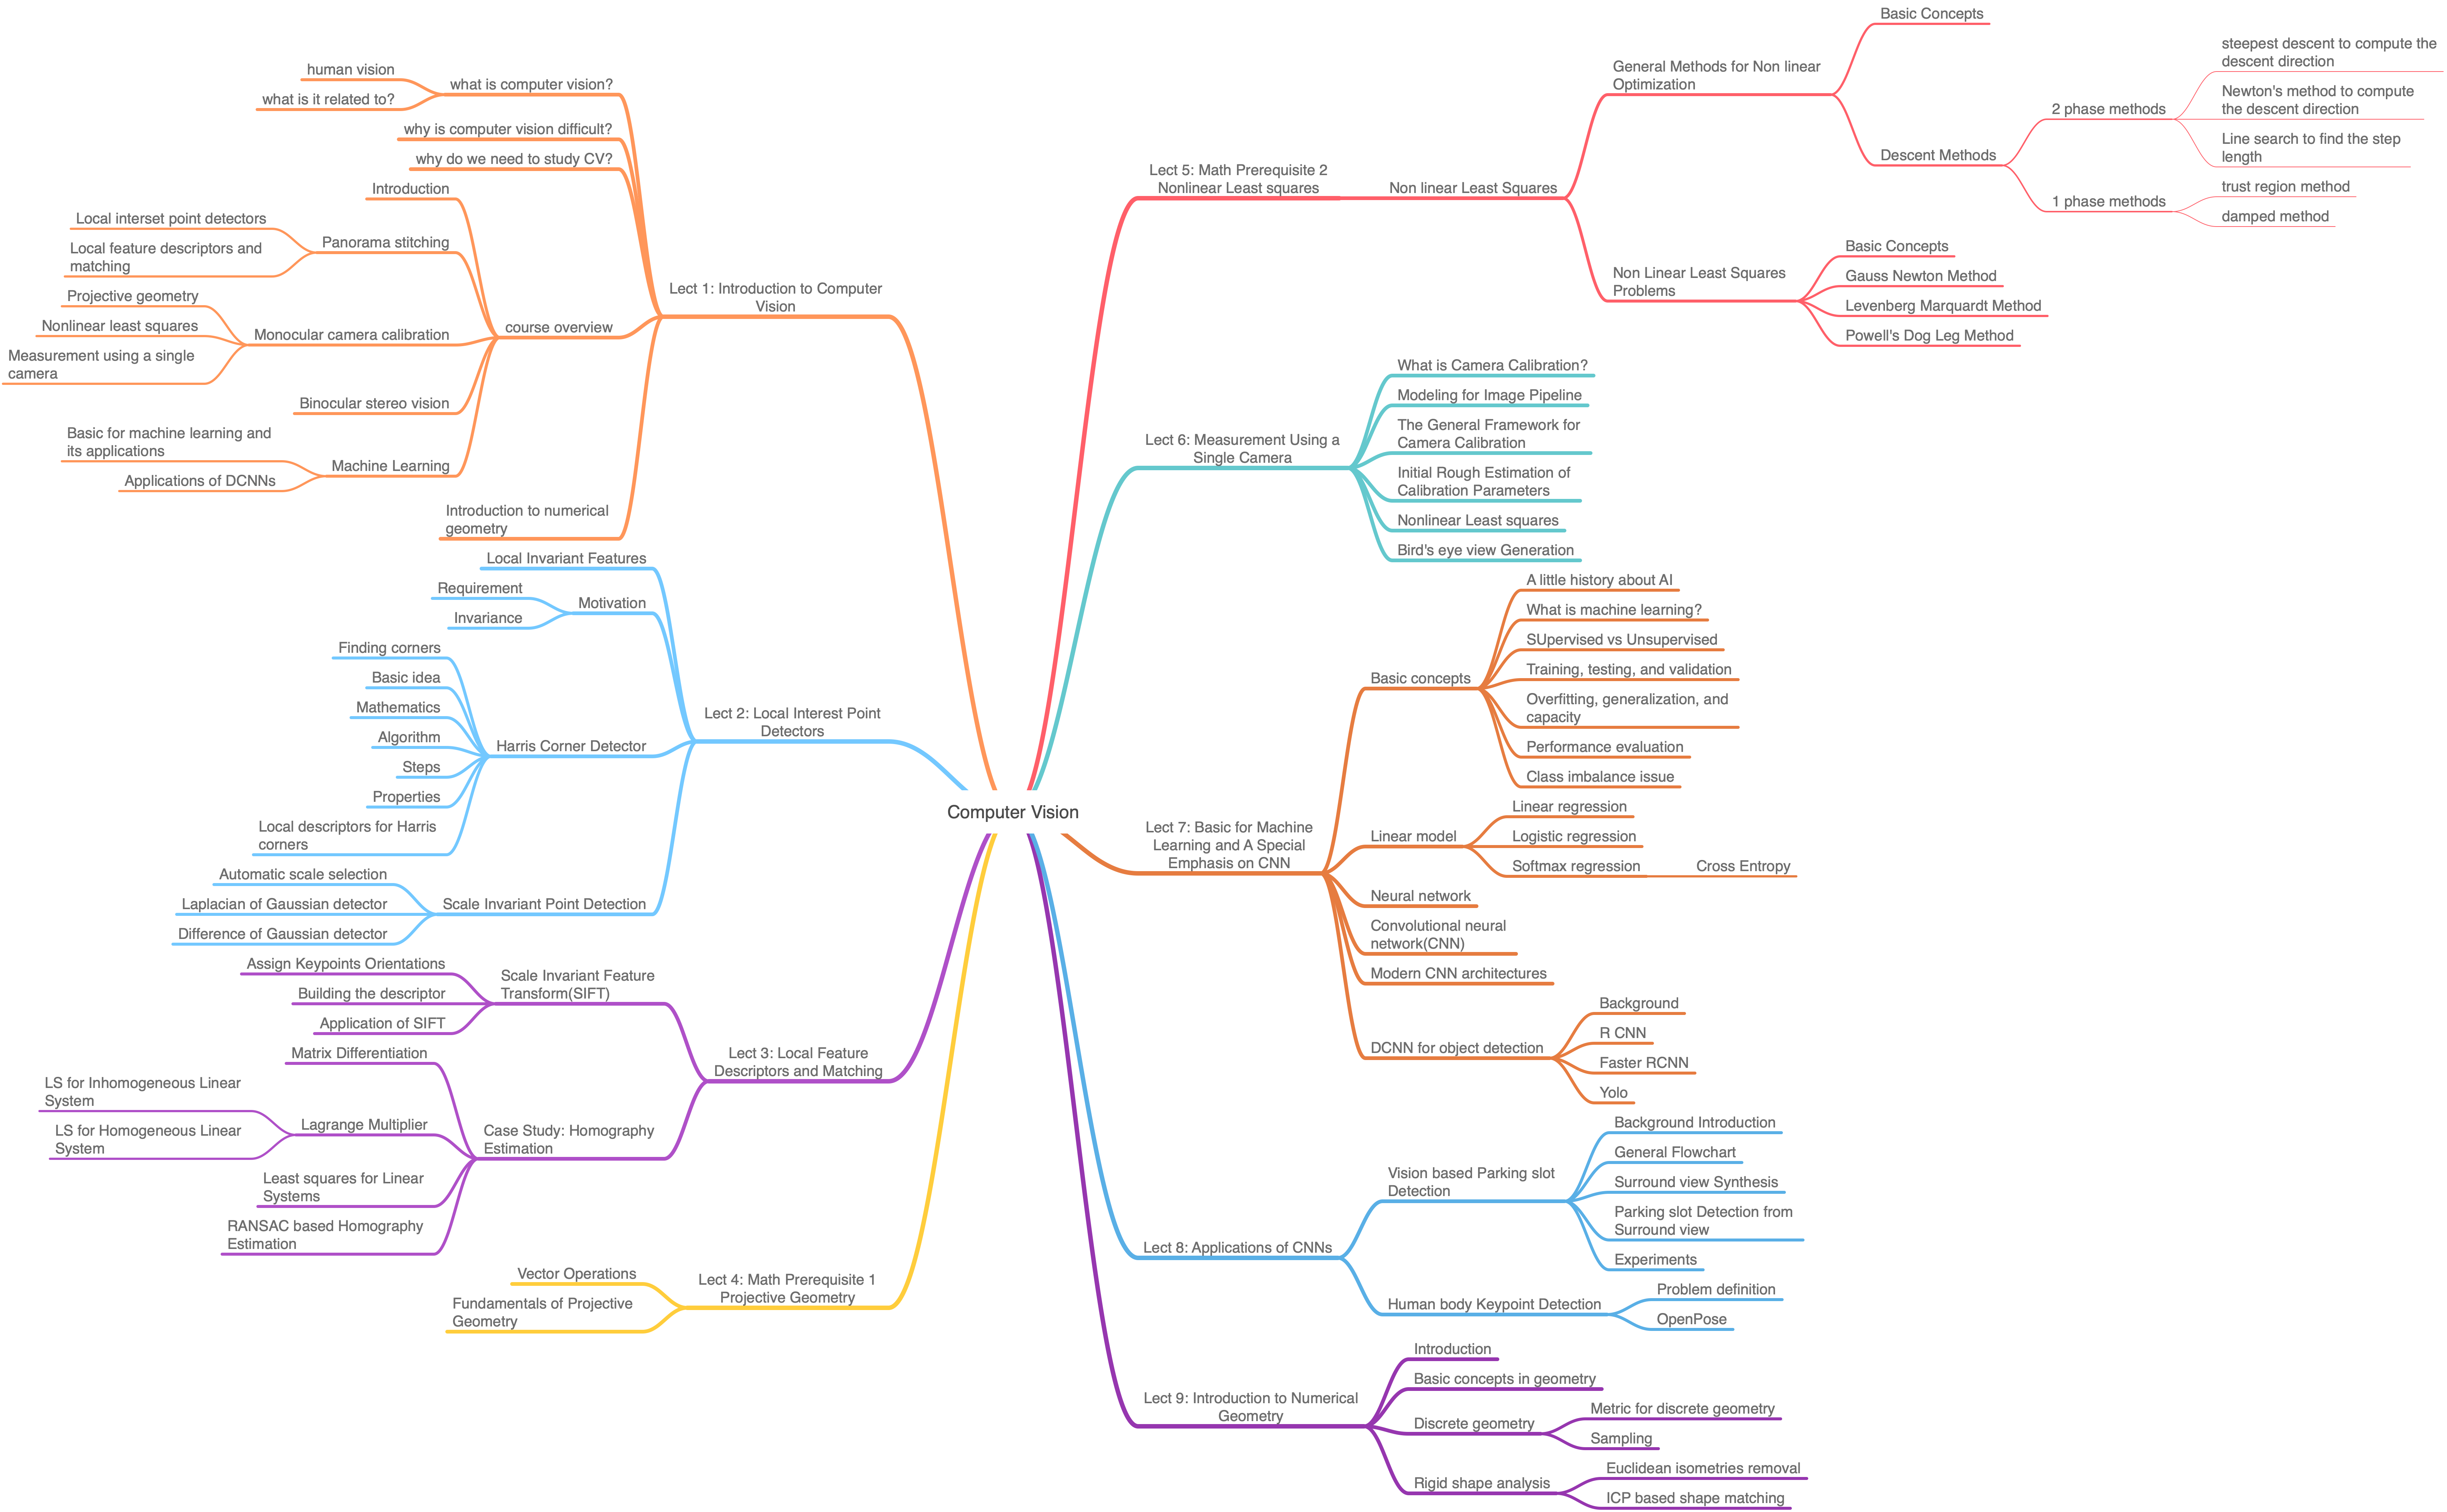 Computer Vision
Lect 1: Introduction to Computer
Vision
what is computer vision?
human vision
what is it related to?
why is computer vision difficult?
why do we need to study CV?
course overview
Introduction
Panorama stitching
Local interset point detectors
Local feature descriptors and
matching
Monocular camera calibration
Projective geometry
Nonlinear least squares
Measurement using a single
camera
Binocular stereo vision
Machine Learning
Basic for machine learning and
its applications
Applications of DCNNs
Introduction to numerical
geometry
Lect 2: Local Interest Point
Detectors
Local Invariant Features
Motivation
Requirement
Invariance
Harris Corner Detector
Finding corners
Basic idea
Mathematics
Algorithm
Steps
Properties
Local descriptors for Harris
corners
Scale Invariant Point Detection
Automatic scale selection
Laplacian of Gaussian detector
Difference of Gaussian detector
Lect 3: Local Feature
Descriptors and Matching
Scale Invariant Feature
Transform(SIFT)
Assign Keypoints Orientations
Building the descriptor
Application of SIFT
Case Study: Homography
Estimation
Matrix Differentiation
Lagrange Multiplier
LS for Inhomogeneous Linear
System
LS for Homogeneous Linear
System
Least squares for Linear
Systems
RANSAC based Homography
Estimation
Lect 4: Math Prerequisite 1
Projective Geometry
Vector Operations
Fundamentals of Projective
Geometry
Lect 5: Math Prerequisite 2
Nonlinear Least squares
Non linear Least Squares
General Methods for Non linear
Optimization
Basic Concepts
Descent Methods
2 phase methods
steepest descent to compute the
descent direction
Newton's method to compute
the descent direction
Line search to find the step
length
1 phase methods
trust region method
damped method
Non Linear Least Squares
Problems
Basic Concepts
Gauss Newton Method
Levenberg Marquardt Method
Powell's Dog Leg Method
Lect 6: Measurement Using a
Single Camera
What is Camera Calibration?
Modeling for Image Pipeline
The General Framework for
Camera Calibration
Initial Rough Estimation of
Calibration Parameters
Nonlinear Least squares
Bird's eye view Generation
Lect 7: Basic for Machine
Learning and A Special
Emphasis on CNN
Basic concepts
A little history about AI
What is machine learning?
SUpervised vs Unsupervised
Training, testing, and validation
Overfitting, generalization, and
capacity
Performance evaluation
Class imbalance issue
Linear model
Linear regression
Logistic regression
Softmax regression
Cross Entropy
Neural network
Convolutional neural
network(CNN)
Modern CNN architectures
DCNN for object detection
Background
R CNN
Faster RCNN
Yolo
Lect 8: Applications of CNNs
Vision based Parking slot
Detection
Background Introduction
General Flowchart
Surround view Synthesis
Parking slot Detection from
Surround view
Experiments
Human body Keypoint Detection
Problem definition
OpenPose
Lect 9: Introduction to Numerical
Geometry
Introduction
Basic concepts in geometry
Discrete geometry
Metric for discrete geometry
Sampling
Rigid shape analysis
Euclidean isometries removal
ICP based shape matching